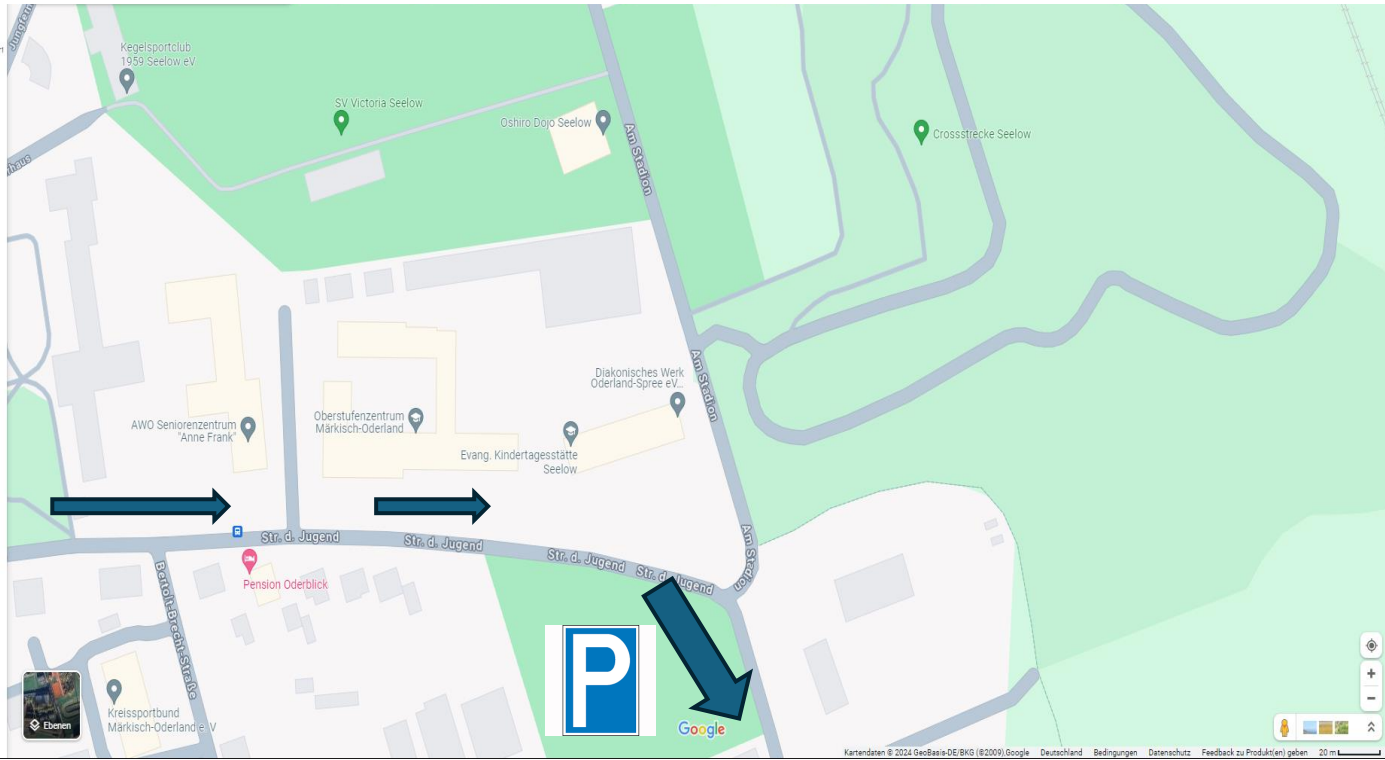 Kegelsportclub
1959 Seelow eV
SV Victoria Seelow
Oshiro Dojo Seelow
Am Stadion
Crossstrecke Seelow
Diakonisches Werk
Oderland-Spree eV...
Am Stadion
Oberstufenzentrum
Märkisch-Oderland
AWO Seniorenzentrum
"Anne Frank"
Evang. Kindertagesstätte
Seelow
Str. d. Jugend
Str. d. Jugend
Str. d. Jugend
Str. d. Jugend
Am Stadion
Pension Oderblick
Bertolt-Brecht-Straße
P
Kreissportbund
Märkisch-Oderland e. V
Ebenen
Google
Kartendaten © 2024 GeoBasis-DE/BKG (©2009),Google Deutschland Bedingungen Datenschutz Feedback zu Produkt(en) geben 20 m